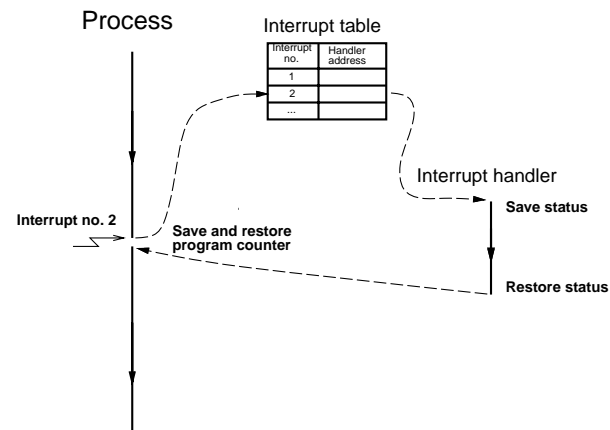 Process
Interrupt table
Interrupt no.
Handler address
1
2
...
Interrupt handler
Interrupt no. 2
Save status
Save and restore
program counter
Restore status